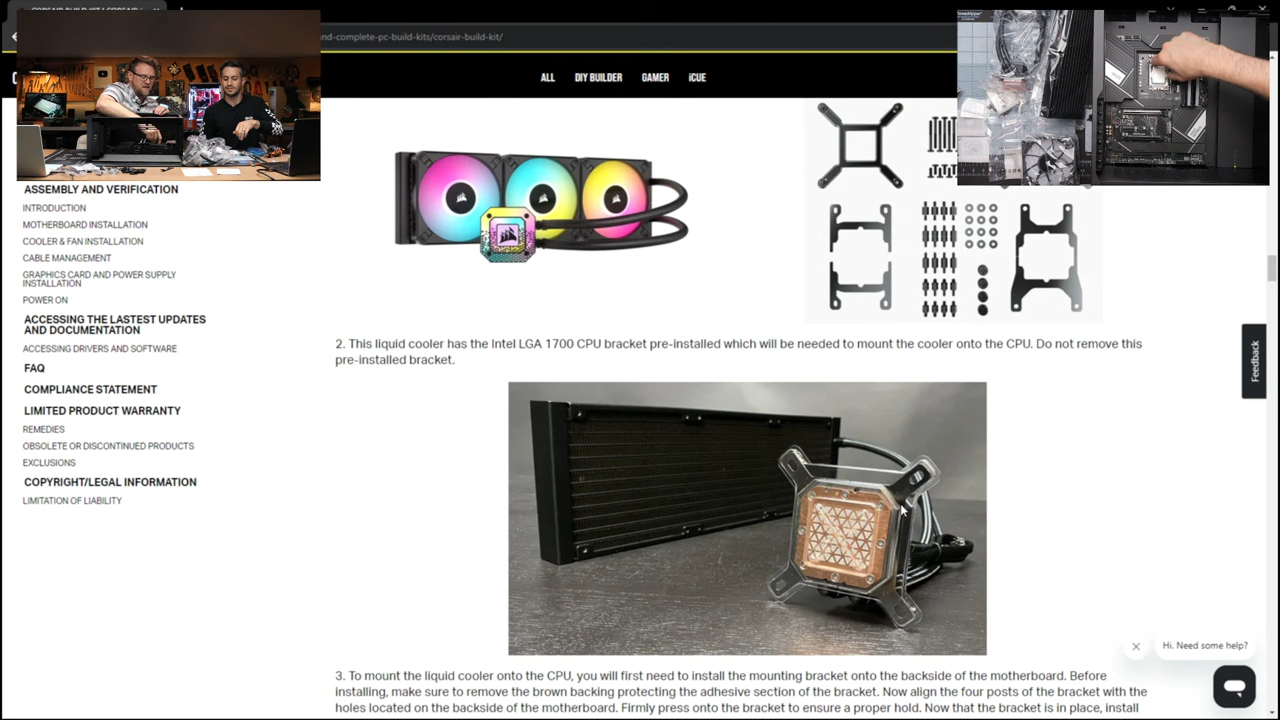 nd-complete-pc-build-kits/corsair-build-kit/
ALL DIY BUILDER GAMER iCUE
ASSEMBLY AND VERIFICATION
INTRODUCTION
MOTHERBOARD INSTALLATION
COOLER & FAN INSTALLATION
CABLE MANAGEMENT
GRAPHICS CARD AND POWER SUPPLY
INSTALLATION
POWER ON
ACCESSING THE LASTEST UPDATES
AND DOCUMENTATION
ACCESSING DRIVERS AND SOFTWARE
FAQ
COMPLIANCE STATEMENT
LIMITED PRODUCT WARRANTY
REMEDIES
OBSOLETE OR DISCONTINUED PRODUCTS
EXCLUSIONS
COPYRIGHT/LEGAL INFORMATION
LIMITATION OF LIABILITY
2. This liquid cooler has the Intel LGA 1700 CPU bracket pre-installed which will be needed to mount the cooler onto the CPU. Do not remove this
pre-installed bracket.
3. To mount the liquid cooler onto the CPU, you will first need to install the mounting bracket onto the backside of the motherboard. Before
installing, make sure to remove the brown backing protecting the adhesive section of the bracket. Now align the four posts of the bracket with the
holes located on the backside of the motherboard. Firmly press onto the bracket to ensure a proper hold. Now that the bracket is in place, install
Feedback
Hi. Need some help?